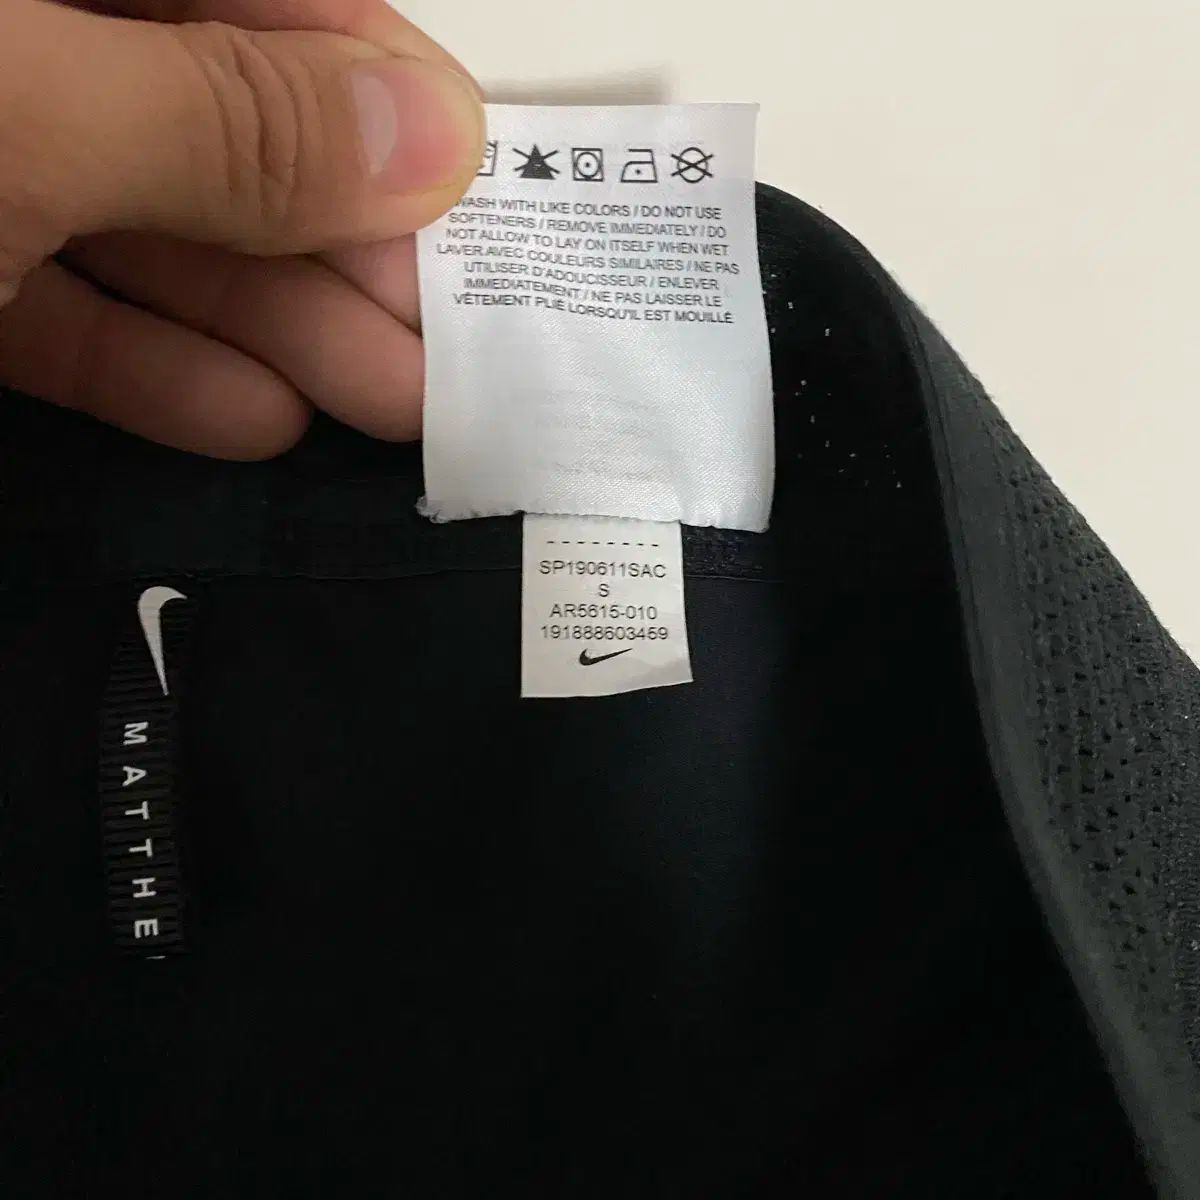 WASH WITH LIKE COLORS / DO NOT USE
SOFTENERS / REMOVE IMMEDIATELY / DO
NOT ALLOW TO LAY ON ITSELF WHEN WET
LAVER AVEC COULEURS SIMILAIRES / NE PAS
UTILISER D'ADOUCISSEUR / ENLEVER
IMMÉDIATEMENT / NE PAS LAISSER LE
VÊTEMENT PLIÉ LORSQU'IL EST MOUILLÉ
--------
SP190611SAC
S
AR5615-010
191888603459
MATTHE